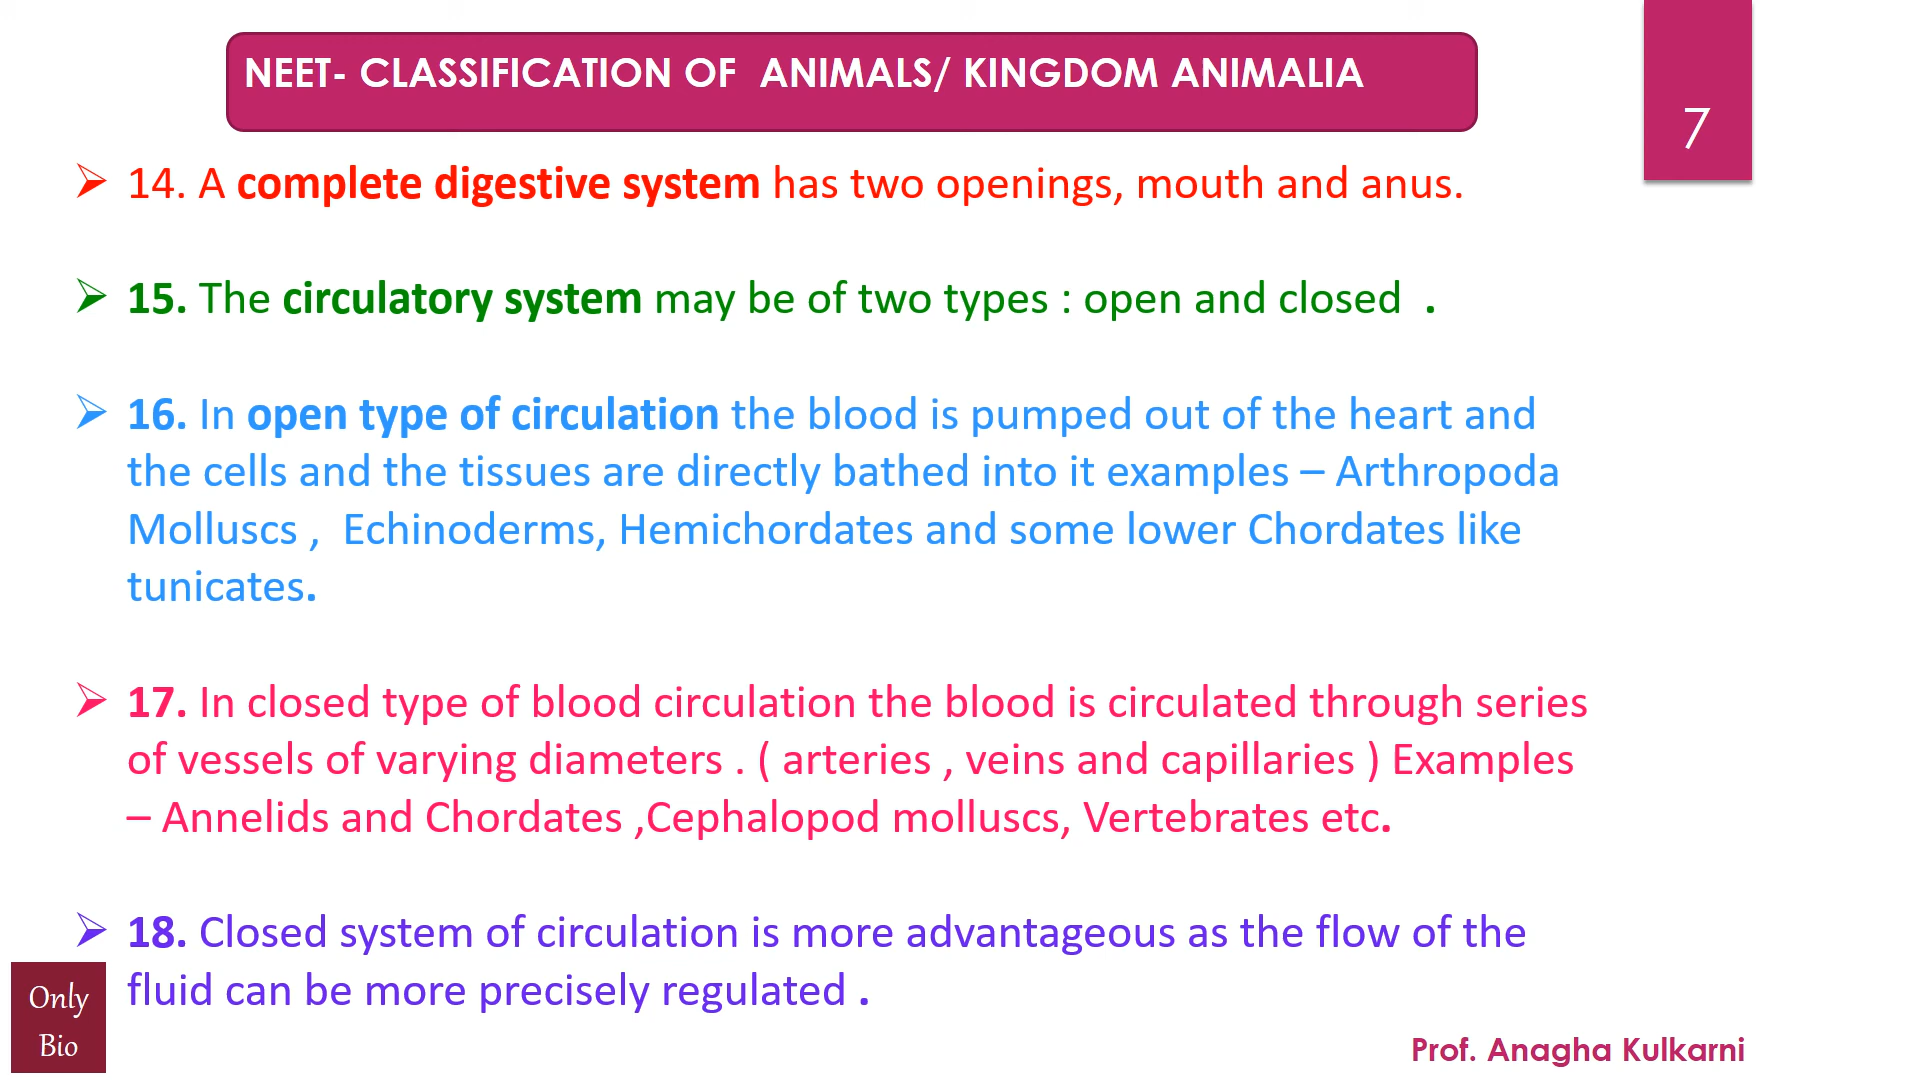 NEET- CLASSIFICATION OF  ANIMALS/ KINGDOM ANIMALIA
7
➢ 14. A complete digestive system has two openings, mouth and anus.
➢ 15. The circulatory system may be of two types : open and closed  .
➢ 16. In open type of circulation the blood is pumped out of the heart and
the cells and the tissues are directly bathed into it examples – Arthropoda
Molluscs ,  Echinoderms, Hemichordates and some lower Chordates like
tunicates.
➢ 17. In closed type of blood circulation the blood is circulated through series
of vessels of varying diameters . ( arteries , veins and capillaries ) Examples
– Annelids and Chordates ,Cephalopod molluscs, Vertebrates etc.
➢ 18. Closed system of circulation is more advantageous as the flow of the
fluid can be more precisely regulated .
Only
Bio
Prof. Anagha Kulkarni